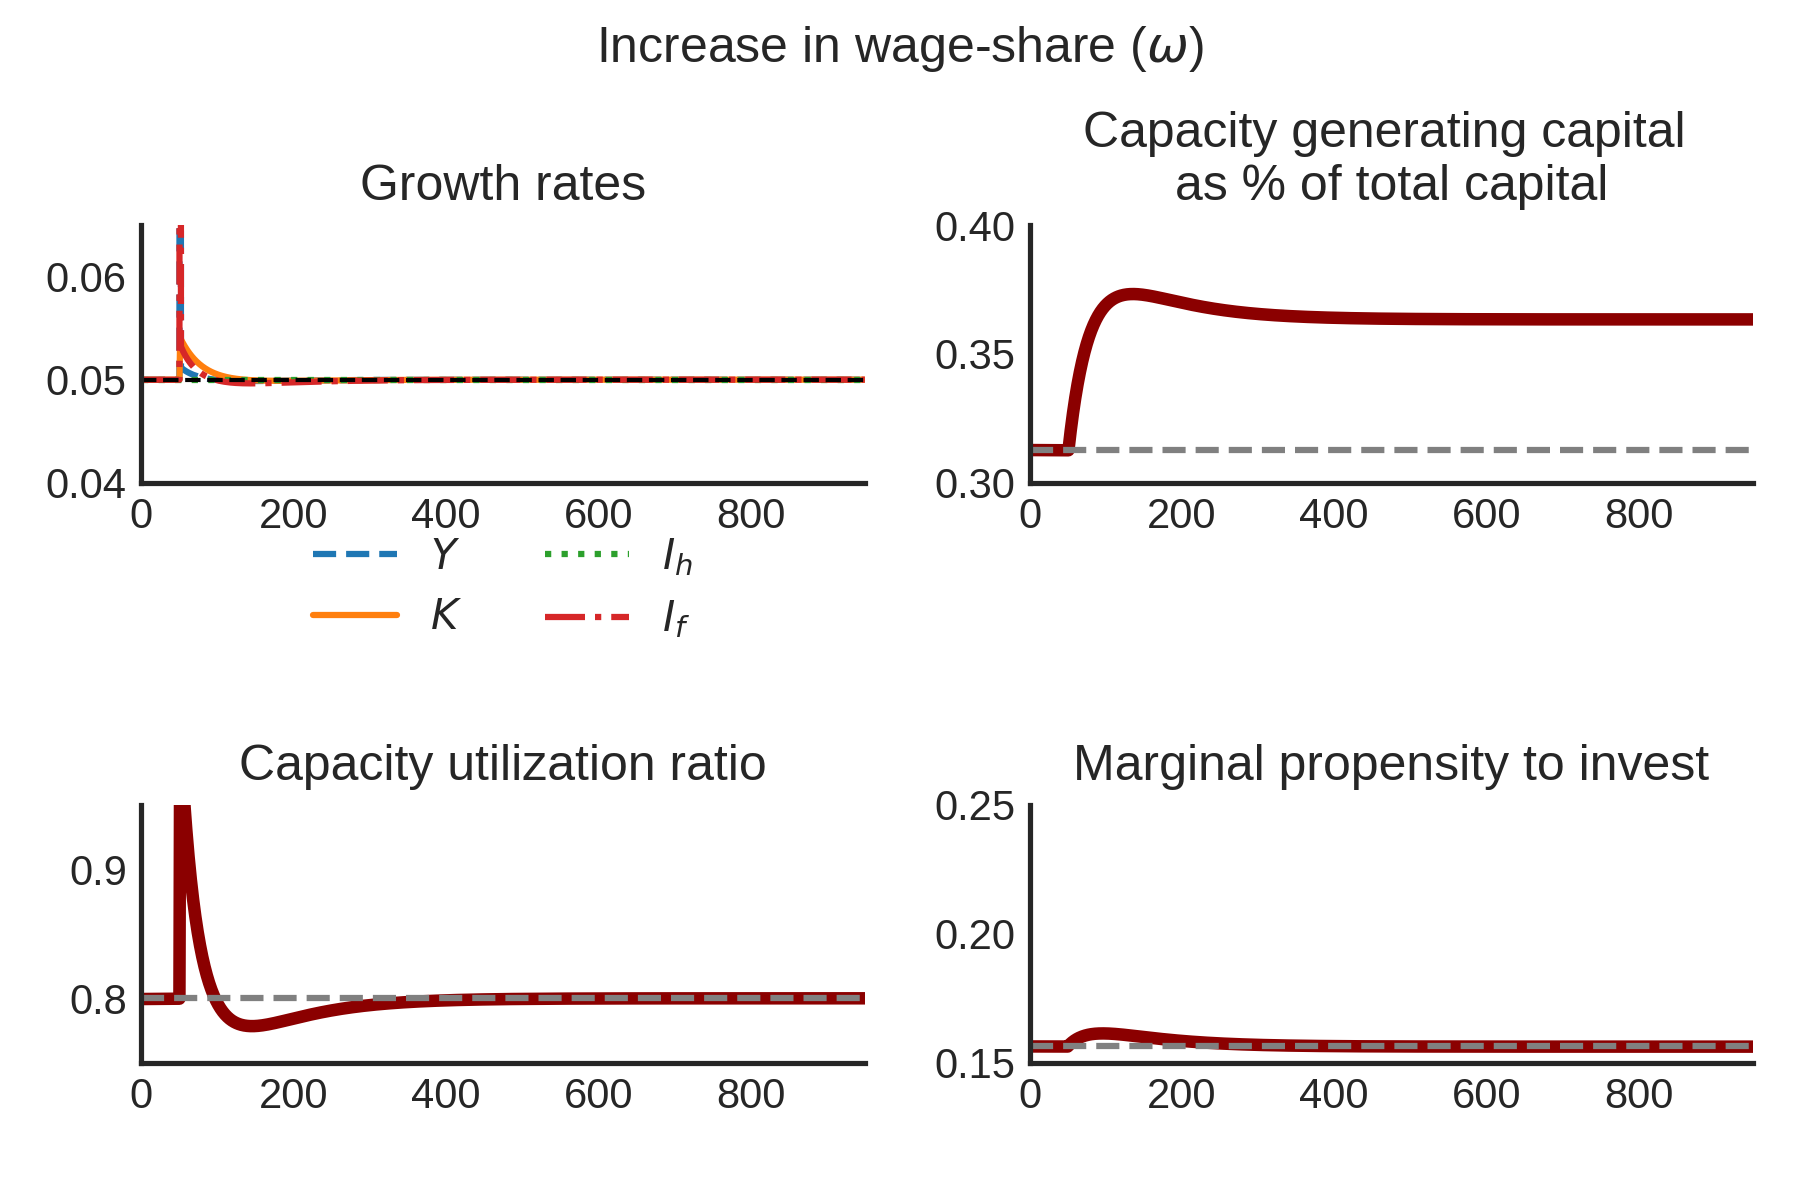 Increase in wage-share (ω)
Growth rates
0.06
0.05
0.04
0 200 400 600 800
Y
I_h
K
I_f
Capacity generating capital
as % of total capital
0.40
0.35
0.30
0 200 400 600 800
Capacity utilization ratio
0.9
0.8
0 200 400 600 800
Marginal propensity to invest
0.25
0.20
0.15
0 200 400 600 800